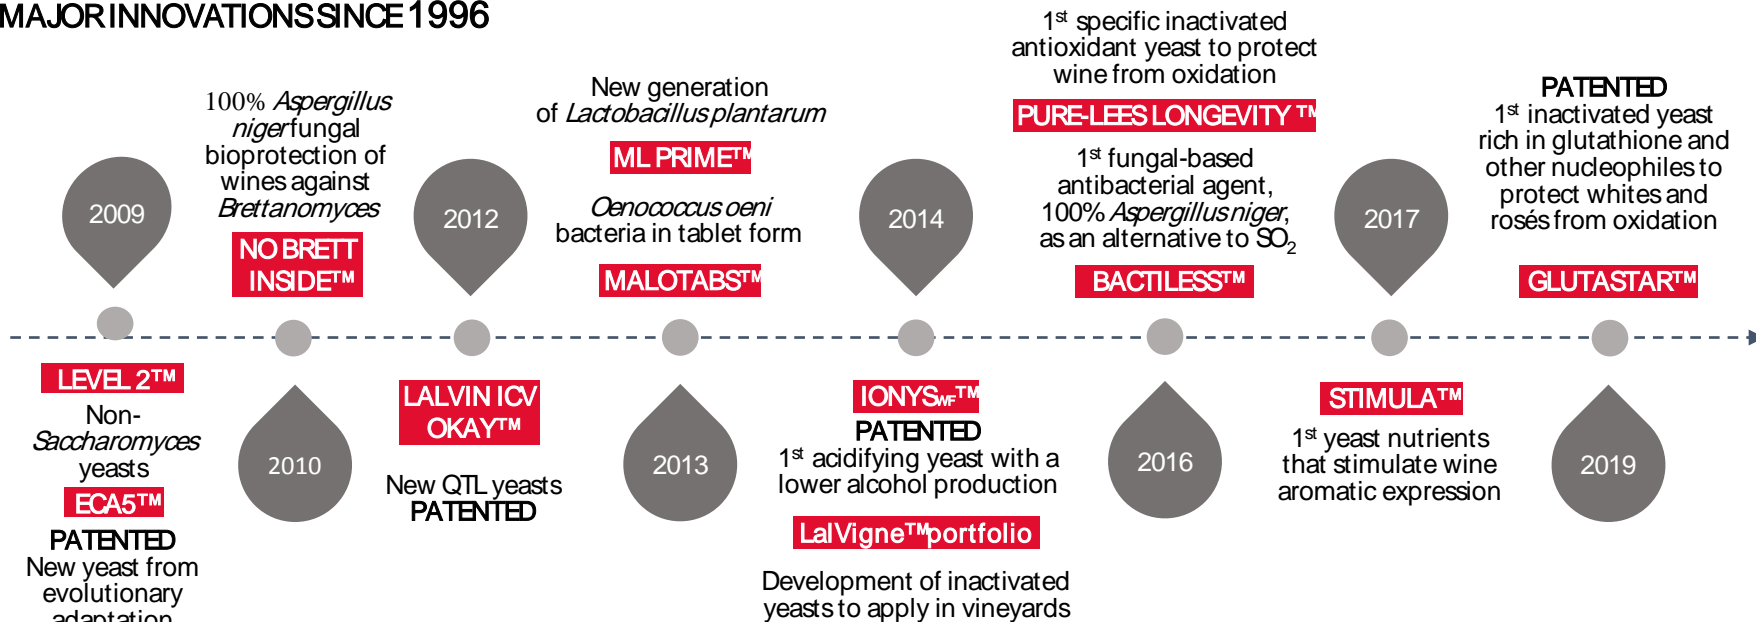 MAJOR INNOVATIONS SINCE 1996
2009
LEVEL 2™
Non-
Saccharomyces
yeasts
ECA5™
PATENTED
New yeast from
evolutionary
adaptation
100% Aspergillus
niger fungal
bioprotection of
wines against
Brettanomyces
NO BRETT
INSIDE™
2010
2012
LALVIN ICV
OKAY™
New QTL yeasts
PATENTED
New generation
of Lactobacillus plantarum
ML PRIME™
Oenococcus oeni
bacteria in tablet form
MALOTABS™
2013
2014
IONYSWF™
PATENTED
1st acidifying yeast with a
lower alcohol production
LalVigne™portfolio
Development of inactivated
yeasts to apply in vineyards
1st specific inactivated
antioxidant yeast to protect
wine from oxidation
PURE-LEES LONGEVITY ™
1st fungal-based
antibacterial agent,
100% Aspergillus niger,
as an alternative to SO2
BACTILESS™
2016
2017
STIMULA™
1st yeast nutrients
that stimulate wine
aromatic expression
PATENTED
1st inactivated yeast
rich in glutathione and
other nucleophiles to
protect whites and
rosés from oxidation
GLUTASTAR™
2019